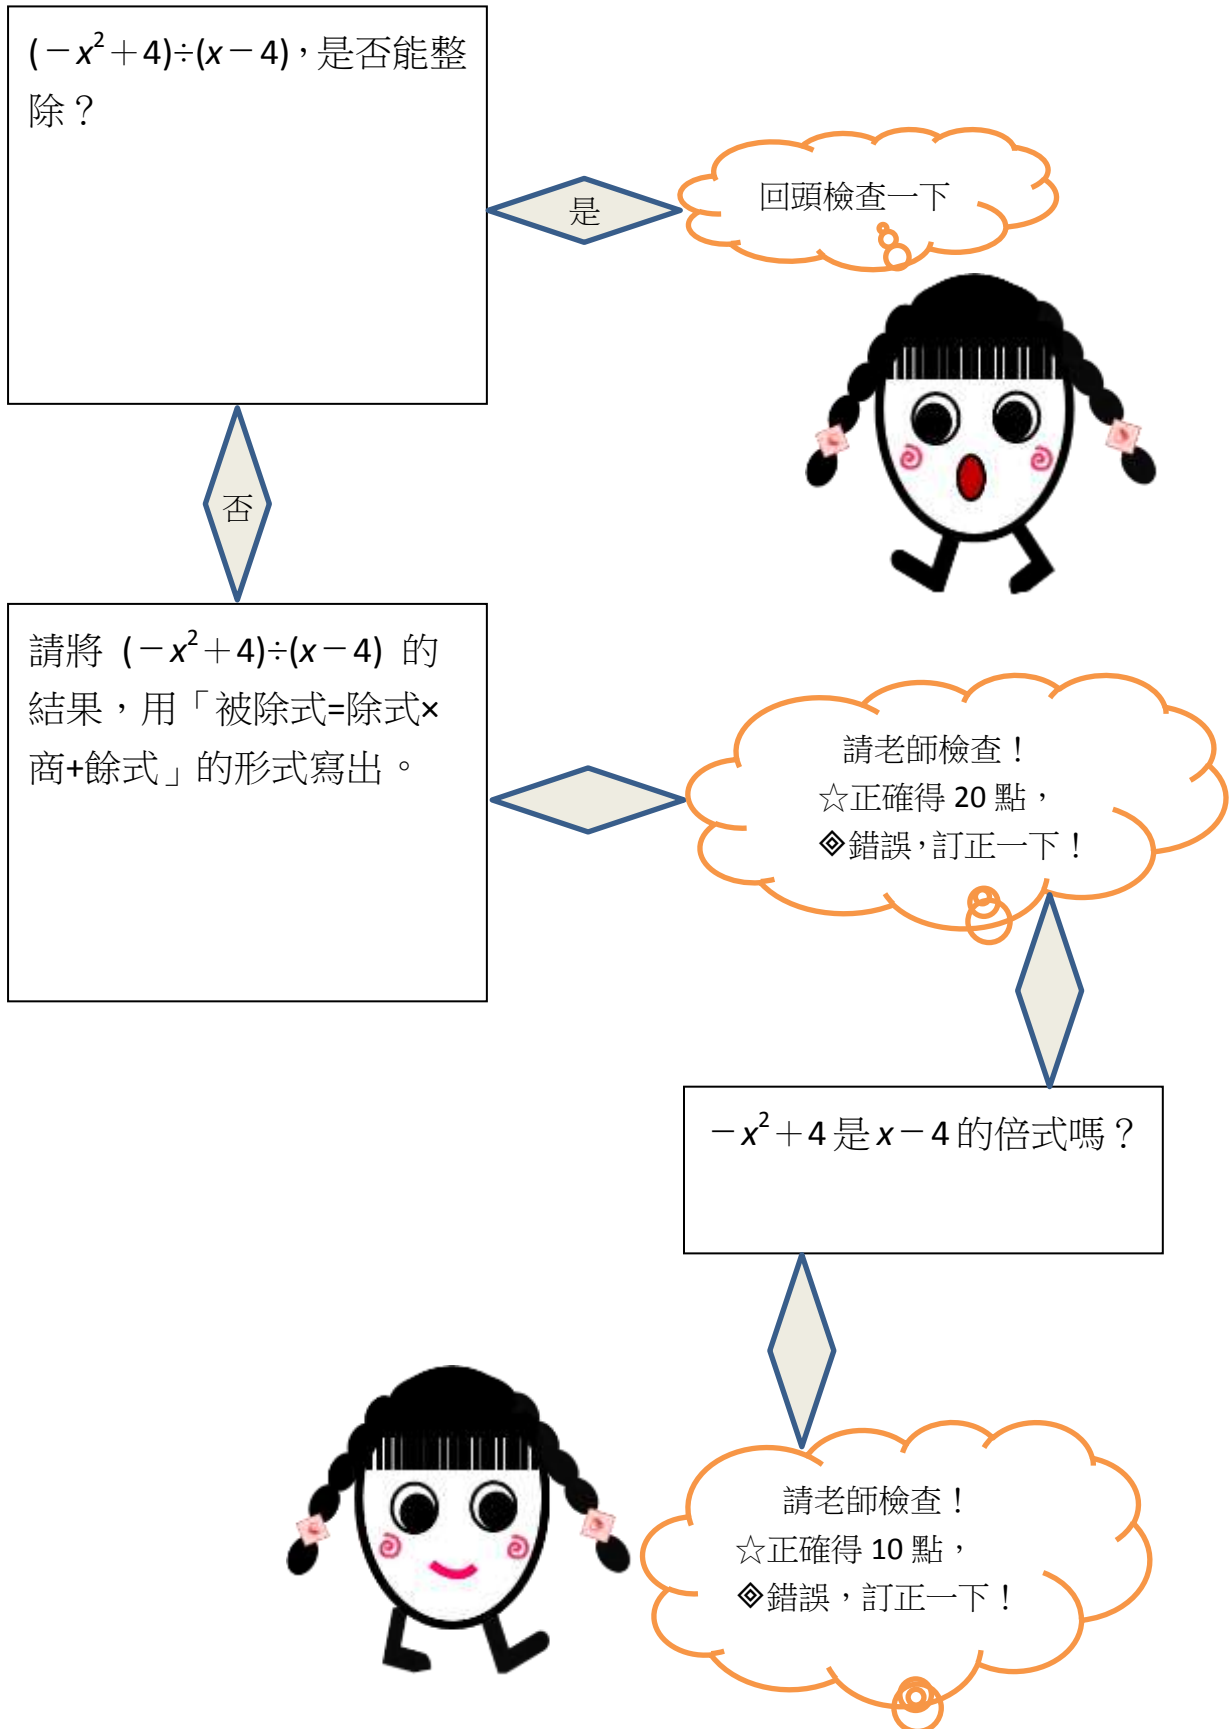 (－x²＋4)÷(x－4)，是否能整
除？
是
回頭檢查一下
否
請將 (－x²＋4)÷(x－4) 的
結果，用「被除式=除式×
商+餘式」的形式寫出。
請老師檢查！
☆正確得 20 點，
◈錯誤，訂正一下！
－x²＋4 是 x－4 的倍式嗎？
請老師檢查！
☆正確得 10 點，
◈錯誤，訂正一下！